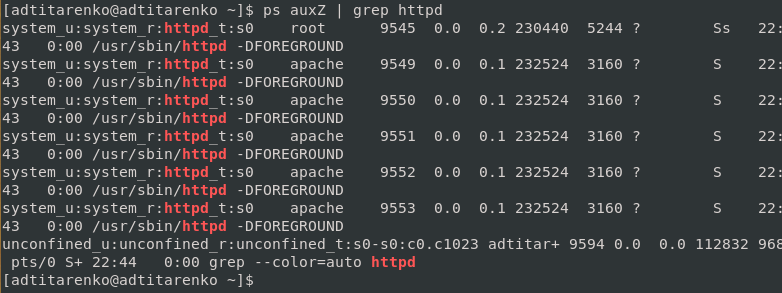 [adtitarenko@adtitarenko ~]$ ps auxZ | grep httpd
system_u:system_r:httpd_t:s0    root      9545  0.0  0.2 230440  5244 ?        Ss   22:
43   0:00 /usr/sbin/httpd -DFOREGROUND
system_u:system_r:httpd_t:s0    apache    9549  0.0  0.1 232524  3160 ?        S    22:
43   0:00 /usr/sbin/httpd -DFOREGROUND
system_u:system_r:httpd_t:s0    apache    9550  0.0  0.1 232524  3160 ?        S    22:
43   0:00 /usr/sbin/httpd -DFOREGROUND
system_u:system_r:httpd_t:s0    apache    9551  0.0  0.1 232524  3160 ?        S    22:
43   0:00 /usr/sbin/httpd -DFOREGROUND
system_u:system_r:httpd_t:s0    apache    9552  0.0  0.1 232524  3160 ?        S    22:
43   0:00 /usr/sbin/httpd -DFOREGROUND
system_u:system_r:httpd_t:s0    apache    9553  0.0  0.1 232524  3160 ?        S    22:
43   0:00 /usr/sbin/httpd -DFOREGROUND
unconfined_u:unconfined_r:unconfined_t:s0-s0:c0.c1023 adtitar+ 9594 0.0  0.0 112832 968
 pts/0 S+ 22:44   0:00 grep --color=auto httpd
[adtitarenko@adtitarenko ~]$